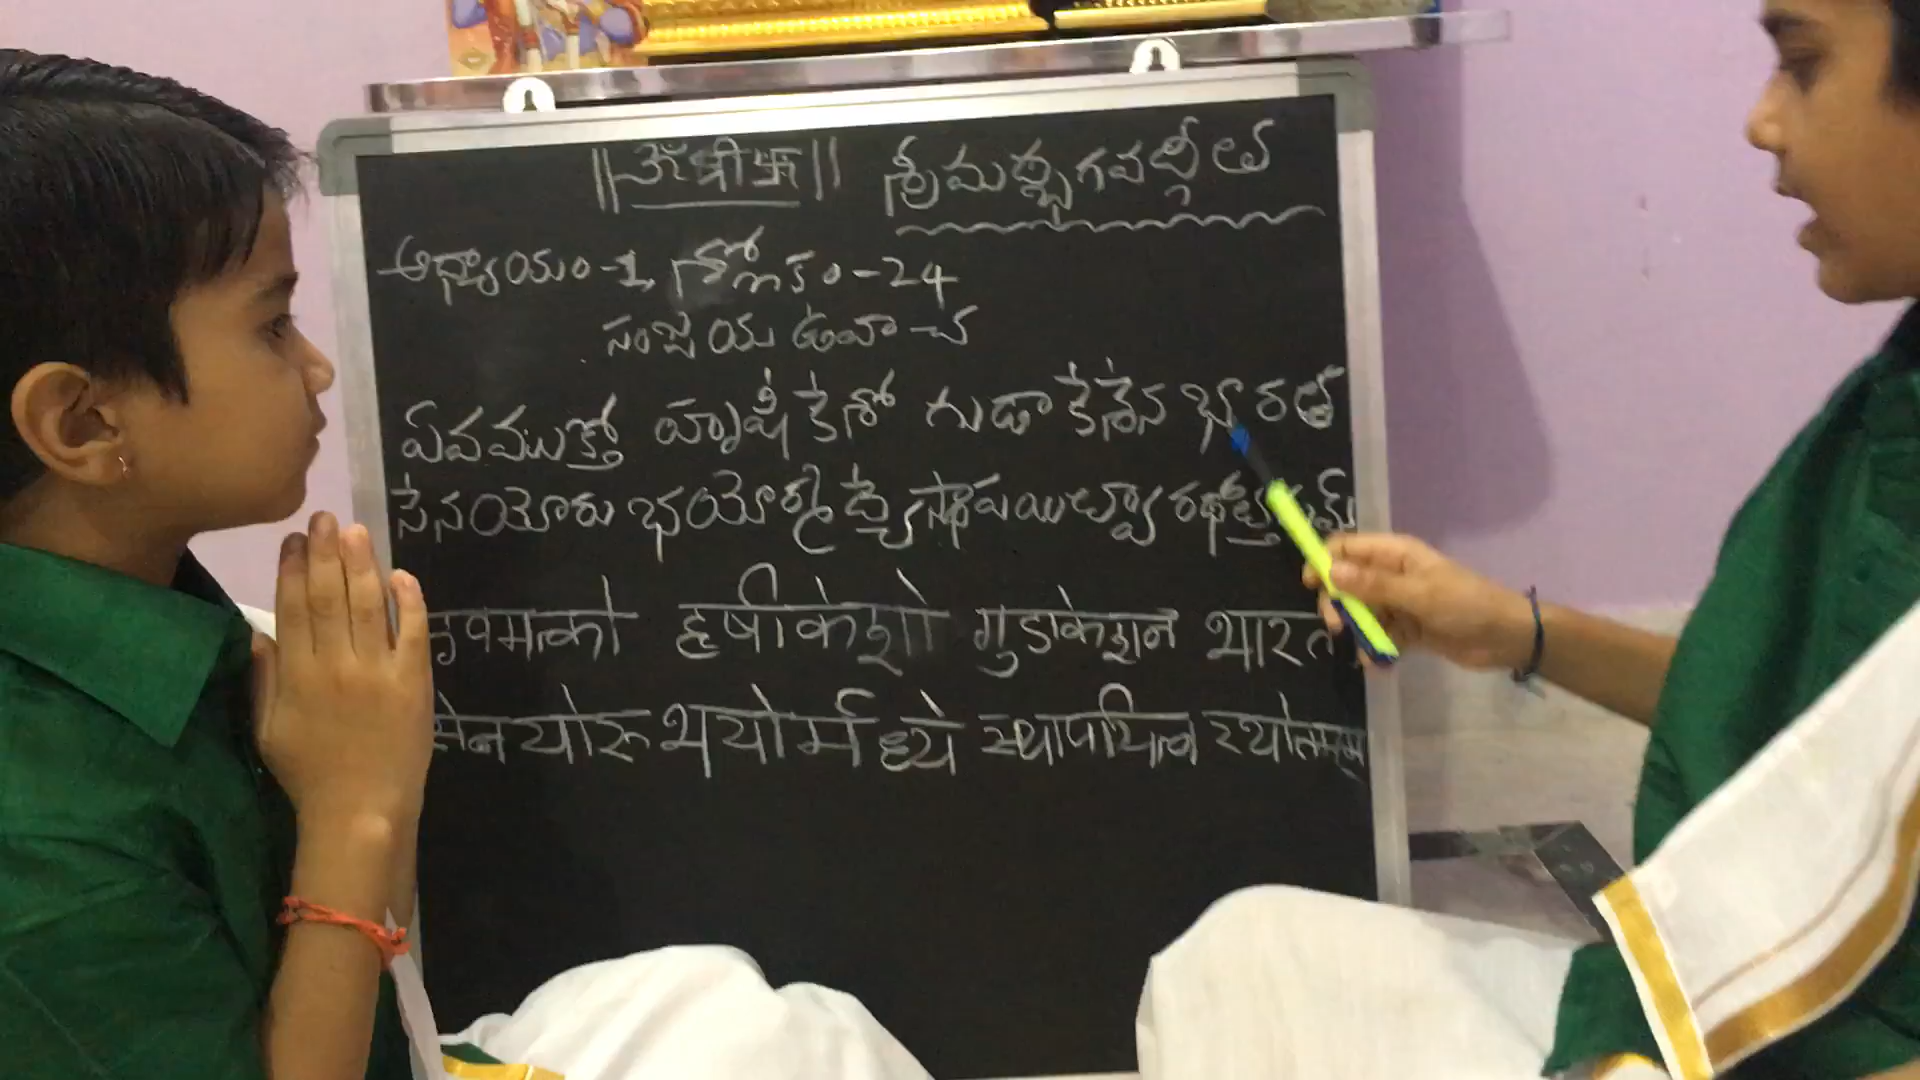 ||ॐ श्री 卐|| శ్రీమద్భగవద్గీత
అధ్యాయం-1, శ్లోకం-24
సంజయ ఉవాచ
ఏవముక్తో హృషీకేశో గుడాకేశేన భారత
సేనయోరుభయోర్మధ్యే స్థాపయిత్వా రథోత్తమమ్
हृषीकेशो गुडाकेशेन भारत
सेनयोरुभयोर्मध्ये स्थापयित्व रथोतमम्